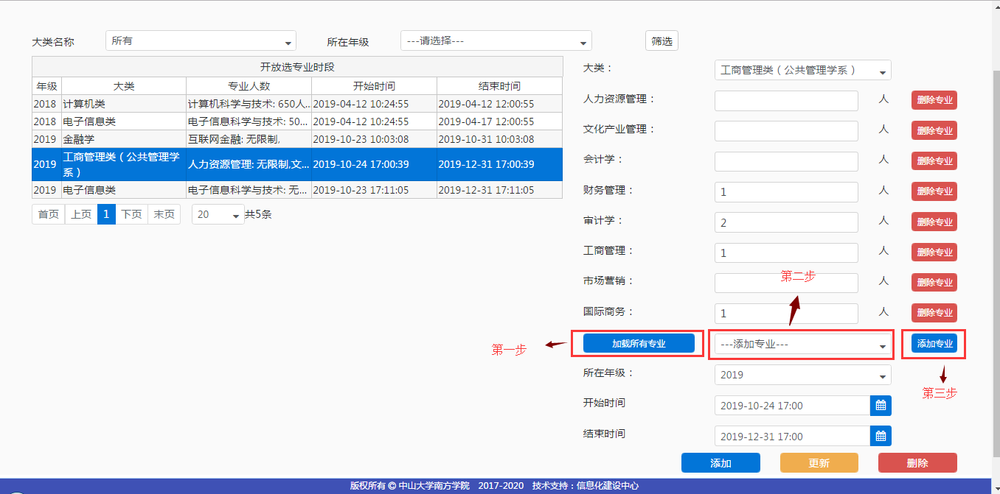 大类名称 所有 所在年级 ---请选择--- 筛选
开放选专业时段
年级 大类 专业人数 开始时间 结束时间
2018 计算机类 计算机科学与技术: 650人... 2019-04-12 10:24:55 2019-04-12 12:00:55
2018 电子信息类 电子信息科学与技术: 50... 2019-04-12 10:24:55 2019-04-17 12:00:55
2019 金融学 互联网金融: 无限制, 2019-10-23 10:03:08 2019-10-31 10:03:08
2019 工商管理类（公共管理学系） 人力资源管理: 无限制,文... 2019-10-24 17:00:39 2019-12-31 17:00:39
2019 电子信息类 电子信息科学与技术: 无... 2019-10-23 17:11:05 2019-12-31 17:11:05
首页 上页 1 下页 末页 20 共5条
大类： 工商管理类（公共管理学系）
人力资源管理： 人 删除专业
文化产业管理： 人 删除专业
会计学： 人 删除专业
财务管理： 1 人 删除专业
审计学： 2 人 删除专业
工商管理： 1 人 删除专业
市场营销： 人 删除专业
第二步
国际商务： 1 人 删除专业
第一步 加载所有专业 ---添加专业--- 添加专业
所在年级： 2019
第三步
开始时间 2019-10-24 17:00
结束时间 2019-12-31 17:00
添加 更新 删除
版权所有 © 中山大学南方学院 2017-2020 技术支持：信息化建设中心